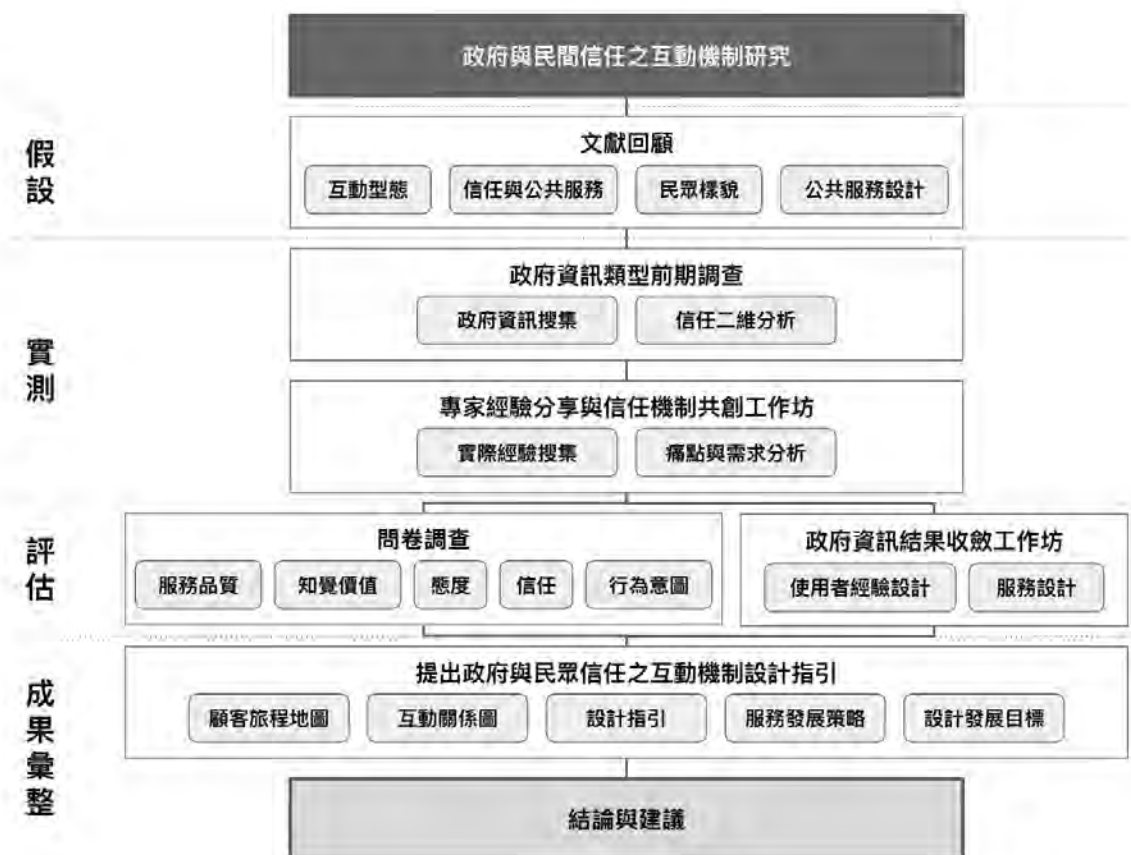 政府與民間信任之互動機制研究
假設
文獻回顧
互動型態
信任與公共服務
民眾樣貌
公共服務設計
實測
政府資訊類型前期調查
政府資訊搜集
信任二維分析
專家經驗分享與信任機制共創工作坊
實際經驗搜集
痛點與需求分析
評估
問卷調查
服務品質
知覺價值
態度
信任
行為意圖
政府資訊結果收斂工作坊
使用者經驗設計
服務設計
成果彙整
提出政府與民眾信任之互動機制設計指引
顧客旅程地圖
互動關係圖
設計指引
服務發展策略
設計發展目標
結論與建議